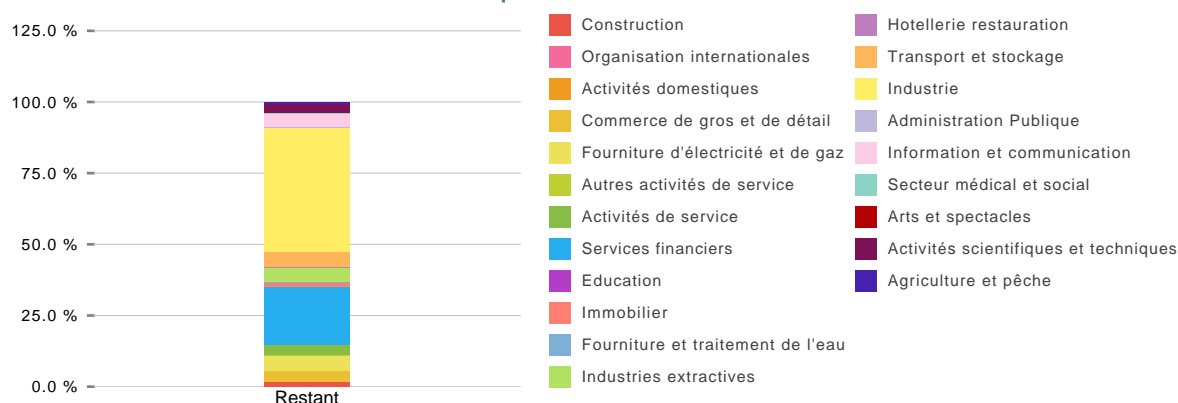 125.0 %
100.0 %
75.0 %
50.0 %
25.0 %
0.0 %
Restant
Construction
Organisation internationales
Activités domestiques
Commerce de gros et de détail
Fourniture d'électricité et de gaz
Autres activités de service
Activités de service
Services financiers
Education
Immobilier
Fourniture et traitement de l'eau
Industries extractives
Hotellerie restauration
Transport et stockage
Industrie
Administration Publique
Information et communication
Secteur médical et social
Arts et spectacles
Activités scientifiques et techniques
Agriculture et pêche